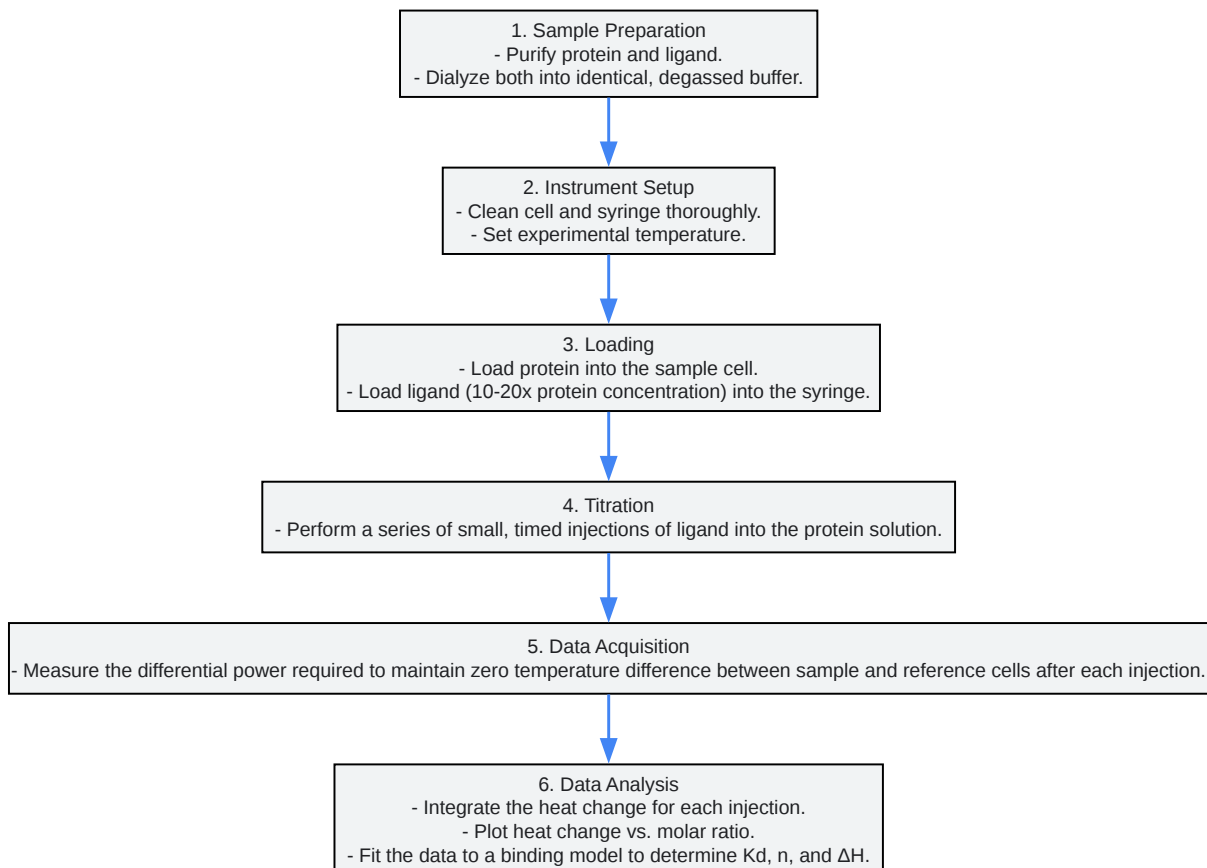 1. Sample Preparation
- Purify protein and ligand.
- Dialyze both into identical, degassed buffer.
2. Instrument Setup
- Clean cell and syringe thoroughly.
- Set experimental temperature.
3. Loading
- Load protein into the sample cell.
- Load ligand (10-20x protein concentration) into the syringe.
4. Titration
- Perform a series of small, timed injections of ligand into the protein solution.
5. Data Acquisition
- Measure the differential power required to maintain zero temperature difference between sample and reference cells after each injection.
6. Data Analysis
- Integrate the heat change for each injection.
- Plot heat change vs. molar ratio.
- Fit the data to a binding model to determine Kd, n, and ΔH.